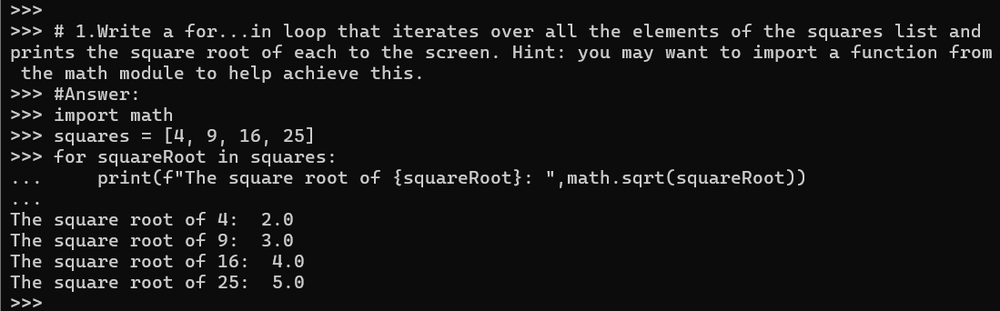 >>>
>>> # 1.Write a for...in loop that iterates over all the elements of the squares list and
prints the square root of each to the screen. Hint: you may want to import a function from
 the math module to help achieve this.
>>> #Answer:
>>> import math
>>> squares = [4, 9, 16, 25]
>>> for squareRoot in squares:
...     print(f"The square root of {squareRoot}: ",math.sqrt(squareRoot))
...
The square root of 4:  2.0
The square root of 9:  3.0
The square root of 16:  4.0
The square root of 25:  5.0
>>>